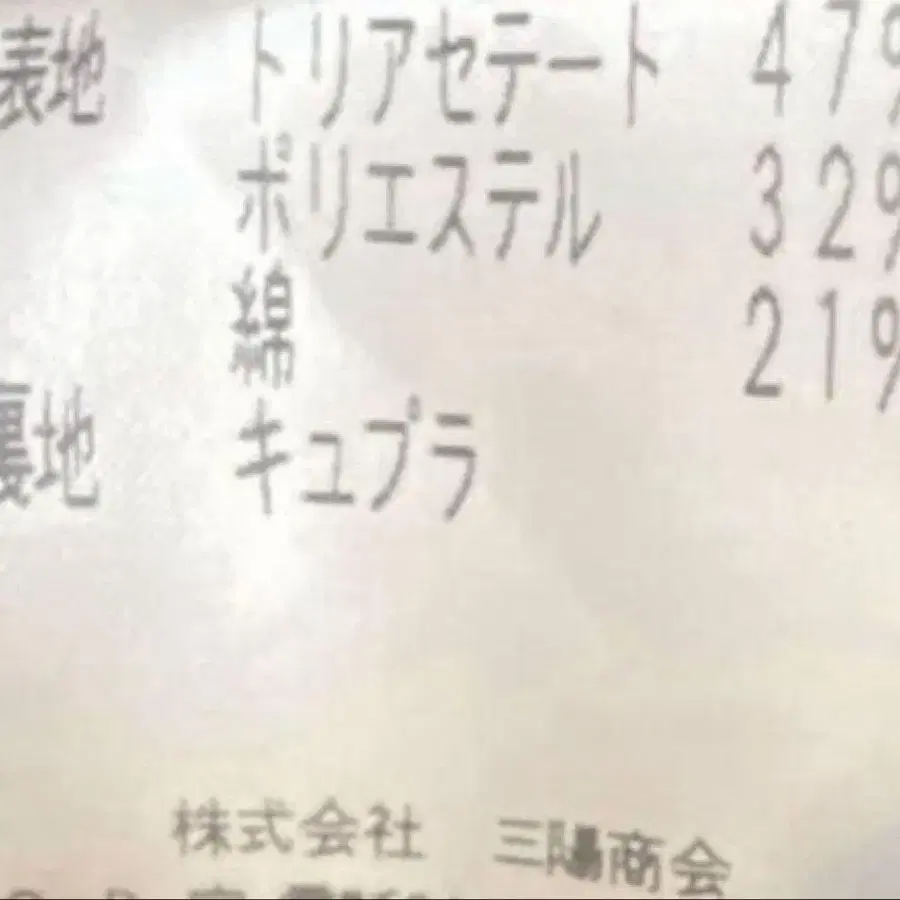 表地 トリアセテート 47%
ポリエステル 32%
綿 21%
裏地 キュプラ
株式会社 三陽商会